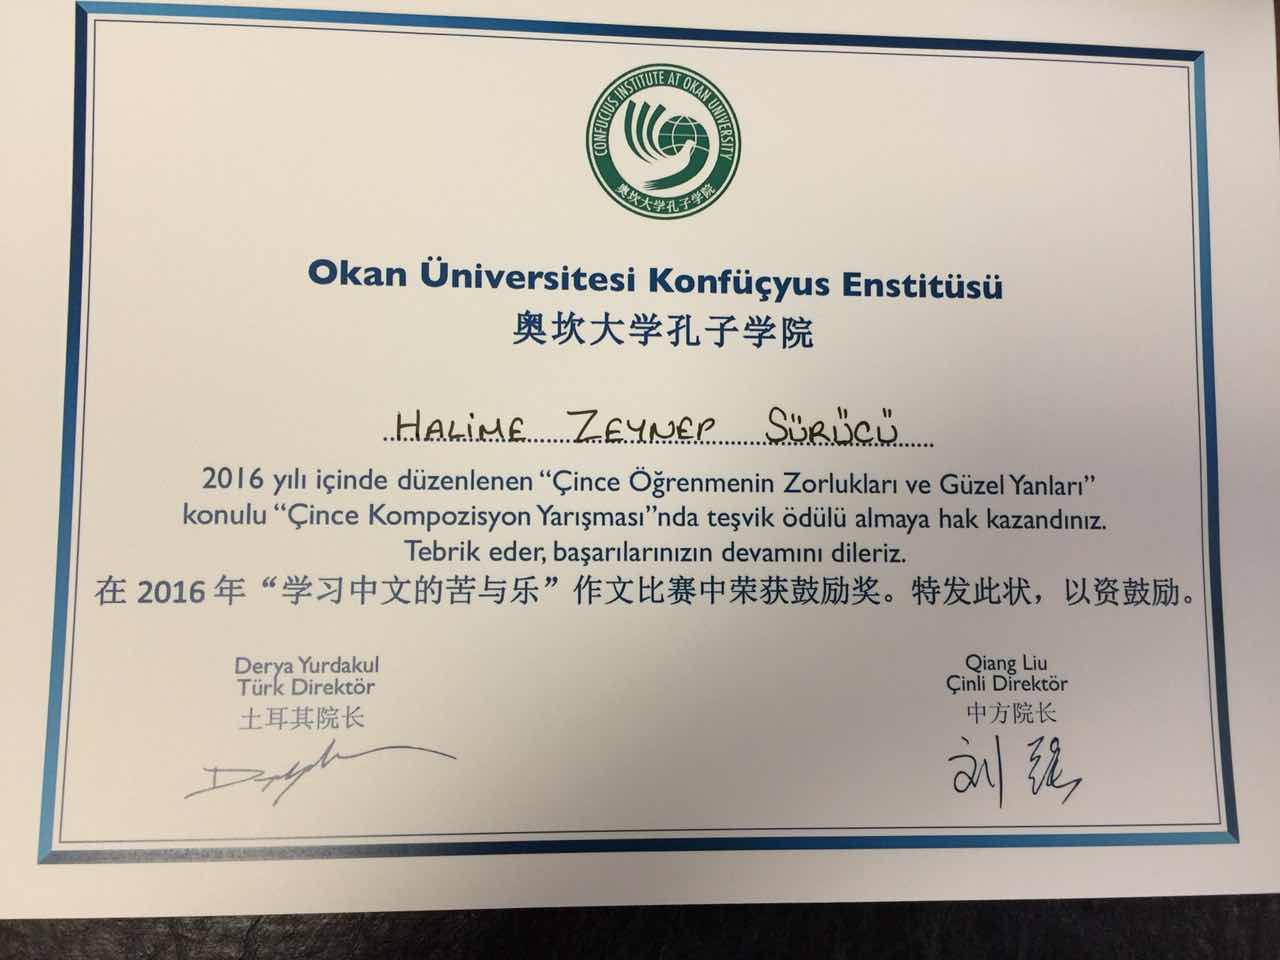 CONFUCIUS INSTITUTE AT OKAN UNIVERSITY
奥坎大学孔子学院
Okan Üniversitesi Konfüçyus Enstitüsü
奥坎大学孔子学院
HALİME ZEYNEP SÜRÜCÜ
2016 yılı içinde düzenlenen “Çince Öğrenmenin Zorlukları ve Güzel Yanları”
konulu “Çince Kompozisyon Yarışması”nda teşvik ödülü almaya hak kazandınız.
Tebrik eder, başarılarınızın devamını dileriz.
在 2016 年 “学习中文的苦与乐” 作文比赛中荣获鼓励奖。特发此状，以资鼓励。
Derya Yurdakul
Türk Direktör
土耳其院长
Qiang Liu
Çinli Direktör
中方院长
刘强